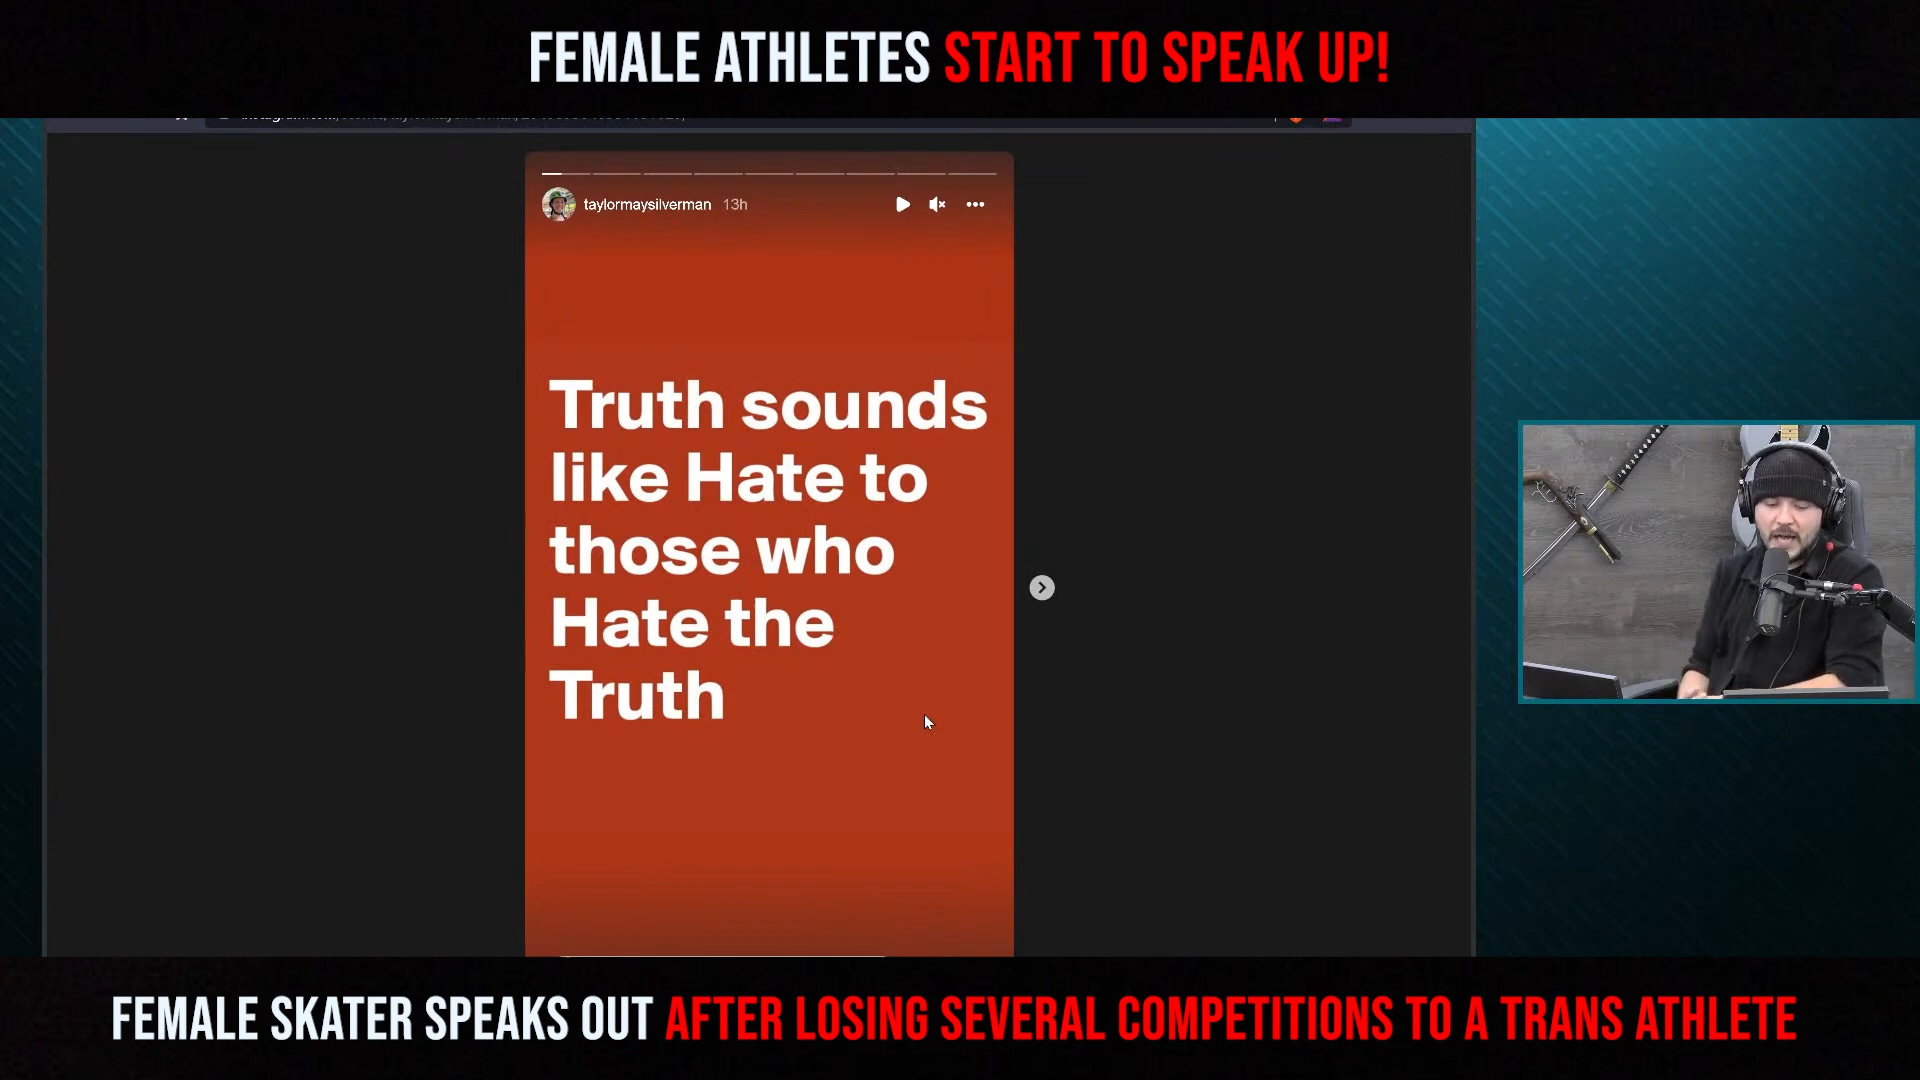 FEMALE ATHLETES START TO SPEAK UP!
taylormaysilverman 13h
Truth sounds
like Hate to
those who
Hate the
Truth
FEMALE SKATER SPEAKS OUT AFTER LOSING SEVERAL COMPETITIONS TO A TRANS ATHLETE